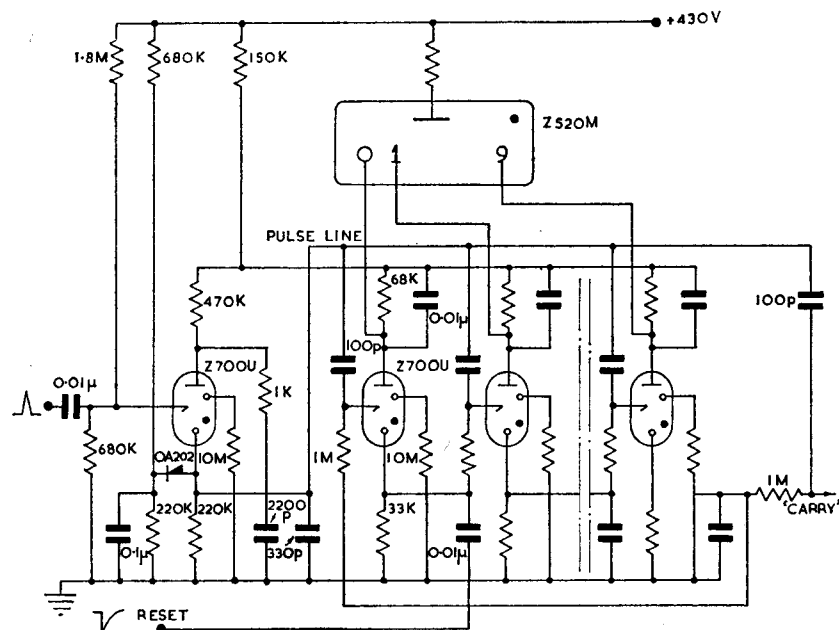 +430V
1·8M
680K
150K
Z520M
0 1 9
PULSE LINE
470K
68K
0·01μ
100p
100p
Z700U
Z700U
0·01μ
1K
680K
OA202
10M
1M
10M
1M
'CARRY'
220K
220K
2200
P
33K
0·1μ
330p
0·01μ
RESET